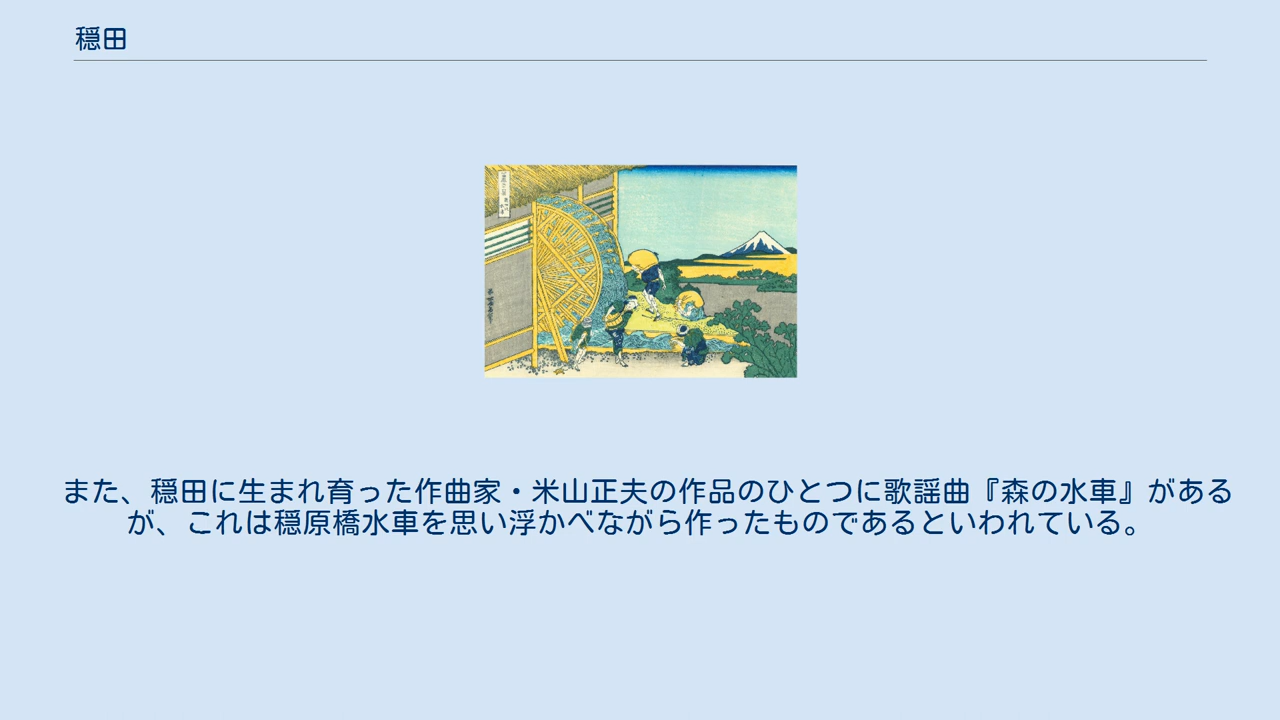 穏田
また、穏田に生まれ育った作曲家・米山正夫の作品のひとつに歌謡曲『森の水車』がある
が、これは穏原橋水車を思い浮かべながら作ったものであるといわれている。